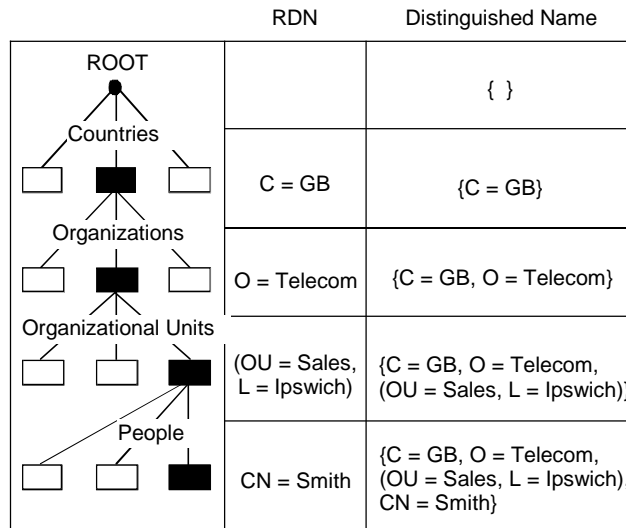 RDN
Distinguished Name
ROOT
{ }
Countries
C = GB
{C = GB}
Organizations
O = Telecom
{C = GB, O = Telecom}
Organizational Units
(OU = Sales,
L = Ipswich)
{C = GB, O = Telecom,
(OU = Sales, L = Ipswich)}
People
CN = Smith
{C = GB, O = Telecom,
(OU = Sales, L = Ipswich),
CN = Smith}